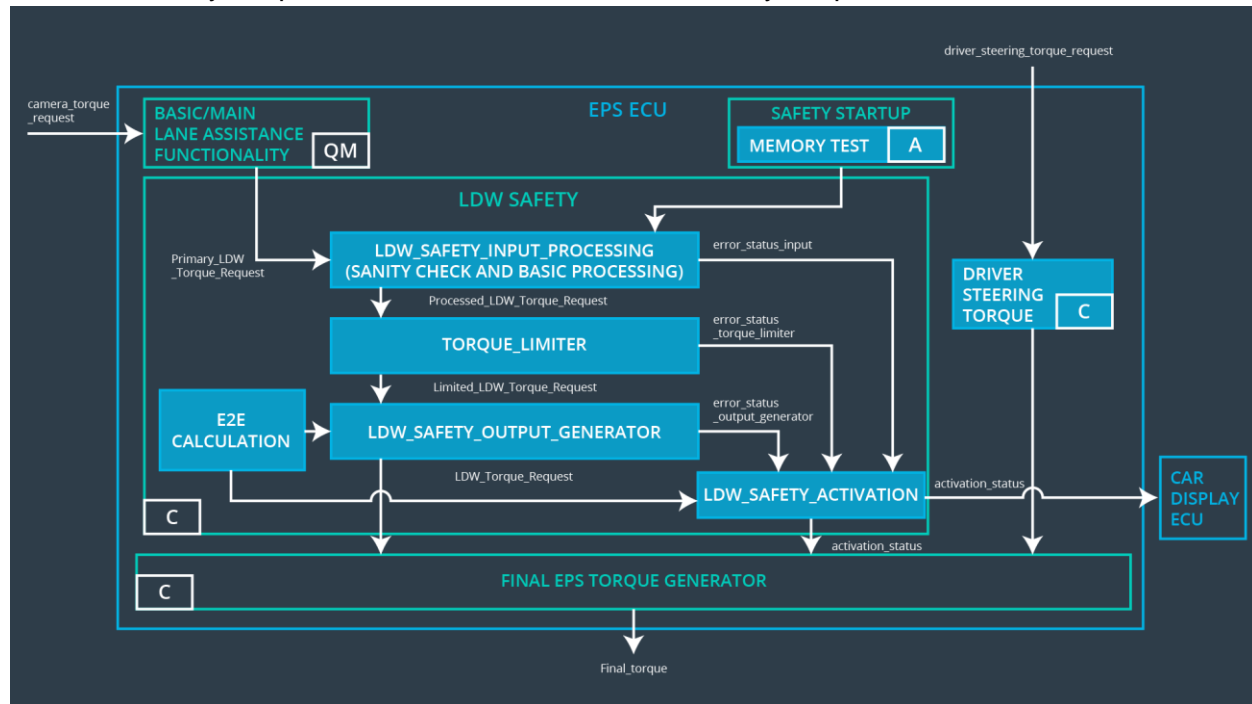 driver_steering_torque_request
camera_torque
_request
BASIC/MAIN
LANE ASSISTANCE
FUNCTIONALITY
QM
EPS ECU
SAFETY STARTUP
MEMORY TEST
A
LDW SAFETY
Primary_LDW
_Torque_Request
LDW_SAFETY_INPUT_PROCESSING
(SANITY CHECK AND BASIC PROCESSING)
error_status_input
DRIVER
STEERING
TORQUE
C
Processed_LDW_Torque_Request
TORQUE_LIMITER
error_status
_torque_limiter
Limited_LDW_Torque_Request
E2E
CALCULATION
LDW_SAFETY_OUTPUT_GENERATOR
error_status
_output_generator
LDW_Torque_Request
LDW_SAFETY_ACTIVATION
activation_status
CAR
DISPLAY
ECU
C
activation_status
FINAL EPS TORQUE GENERATOR
C
Final_torque